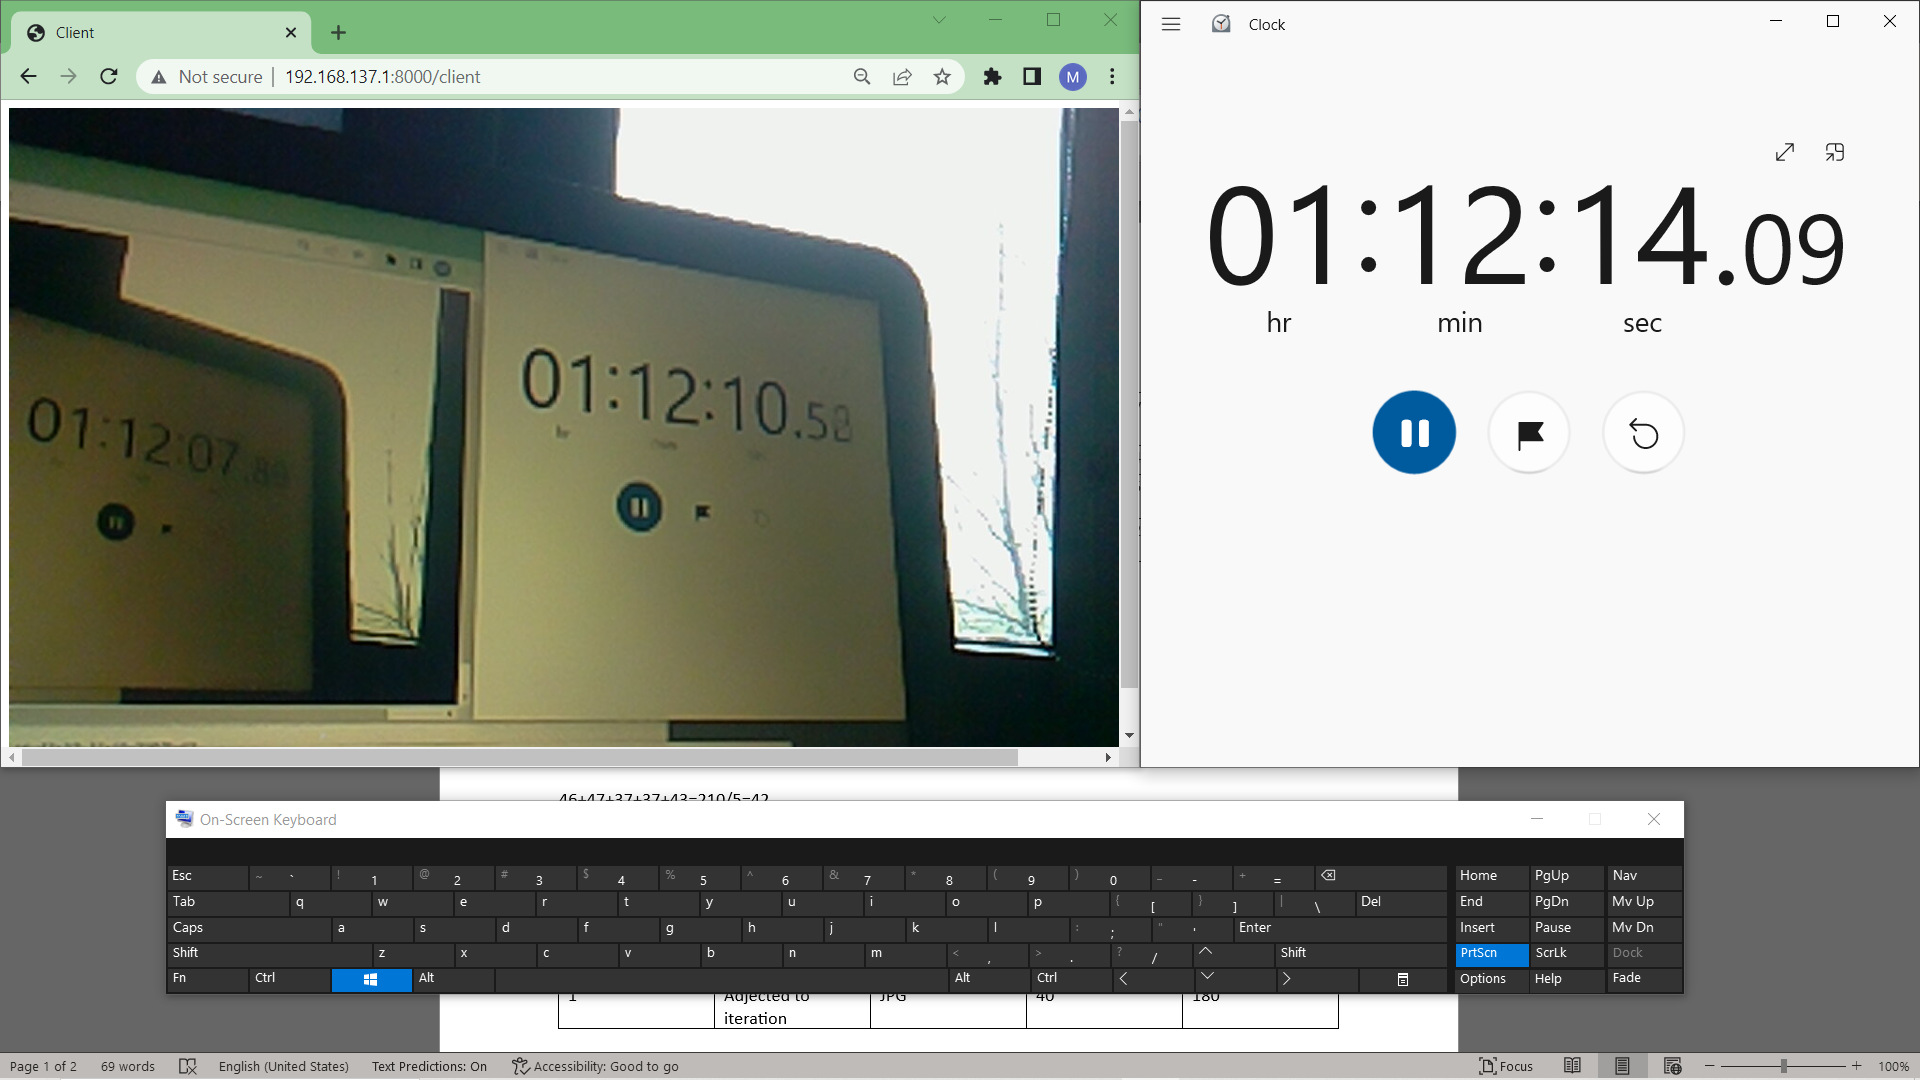 Client
Not secure
192.168.137.1:8000/client
M
01:12:07
01:12:10.58
hr
Clock
01:12:14.09
hr
min
sec
46+47+37+37+43=210/5=42
On-Screen Keyboard
Esc ~ ` ! 1 @ 2 # 3 $ 4 % 5 ^ 6 & 7 * 8 ( 9 ) 0 _ - + = Home PgUp Nav
Tab q w e r t y u i o p { [ } ] | \ Del End PgDn Mv Up
Caps a s d f g h j k l : ; " ' Enter Insert Pause Mv Dn
Shift z x c v b n m < , > . ? / Shift PrtScn ScrLk Dock
Fn Ctrl Alt Alt Ctrl Options Help Fade
1 Adjected to JPG 40 180
iteration
Page 1 of 2 69 words English (United States) Text Predictions: On Accessibility: Good to go Focus 100%